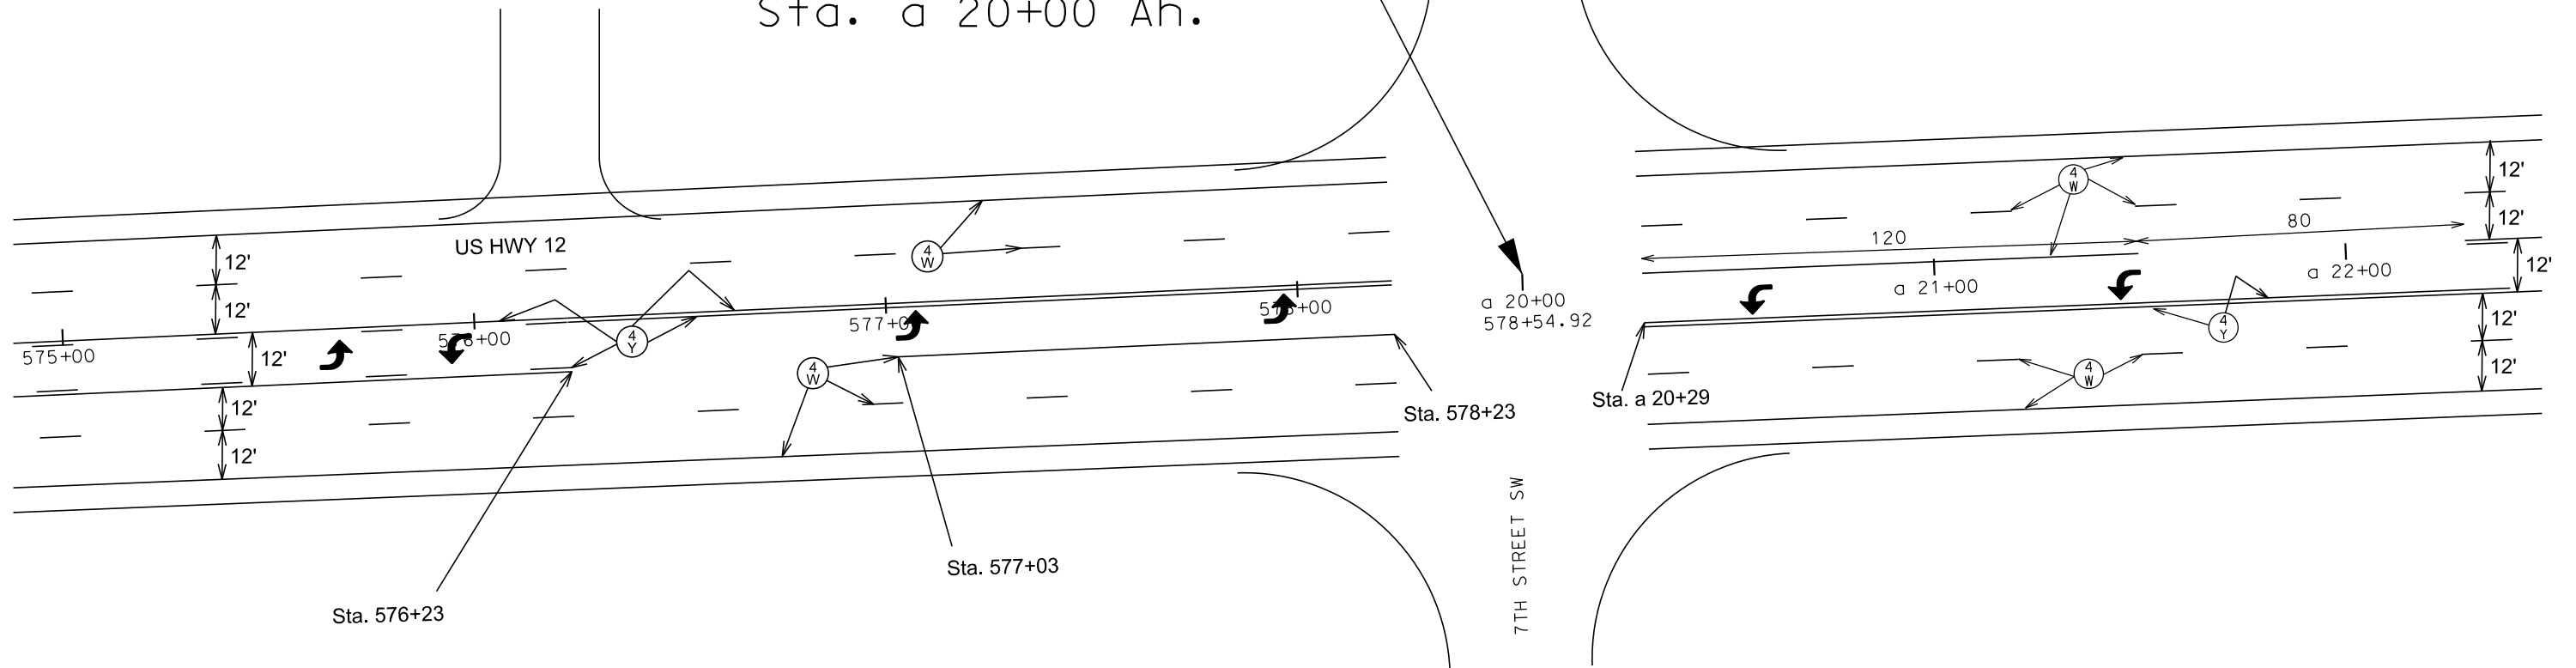 Sta. a 20+00 Ah.
US HWY 12
12'
12'
12'
12'
12'
575+00
576+00
577+00
578+00
4
W
4
Y
4
W
a 20+00
578+54.92
Sta. 576+23
Sta. 577+03
Sta. 578+23
Sta. a 20+29
7TH STREET SW
4
W
120
80
a 21+00
a 22+00
4
Y
4
W
12'
12'
12'
12'
12'